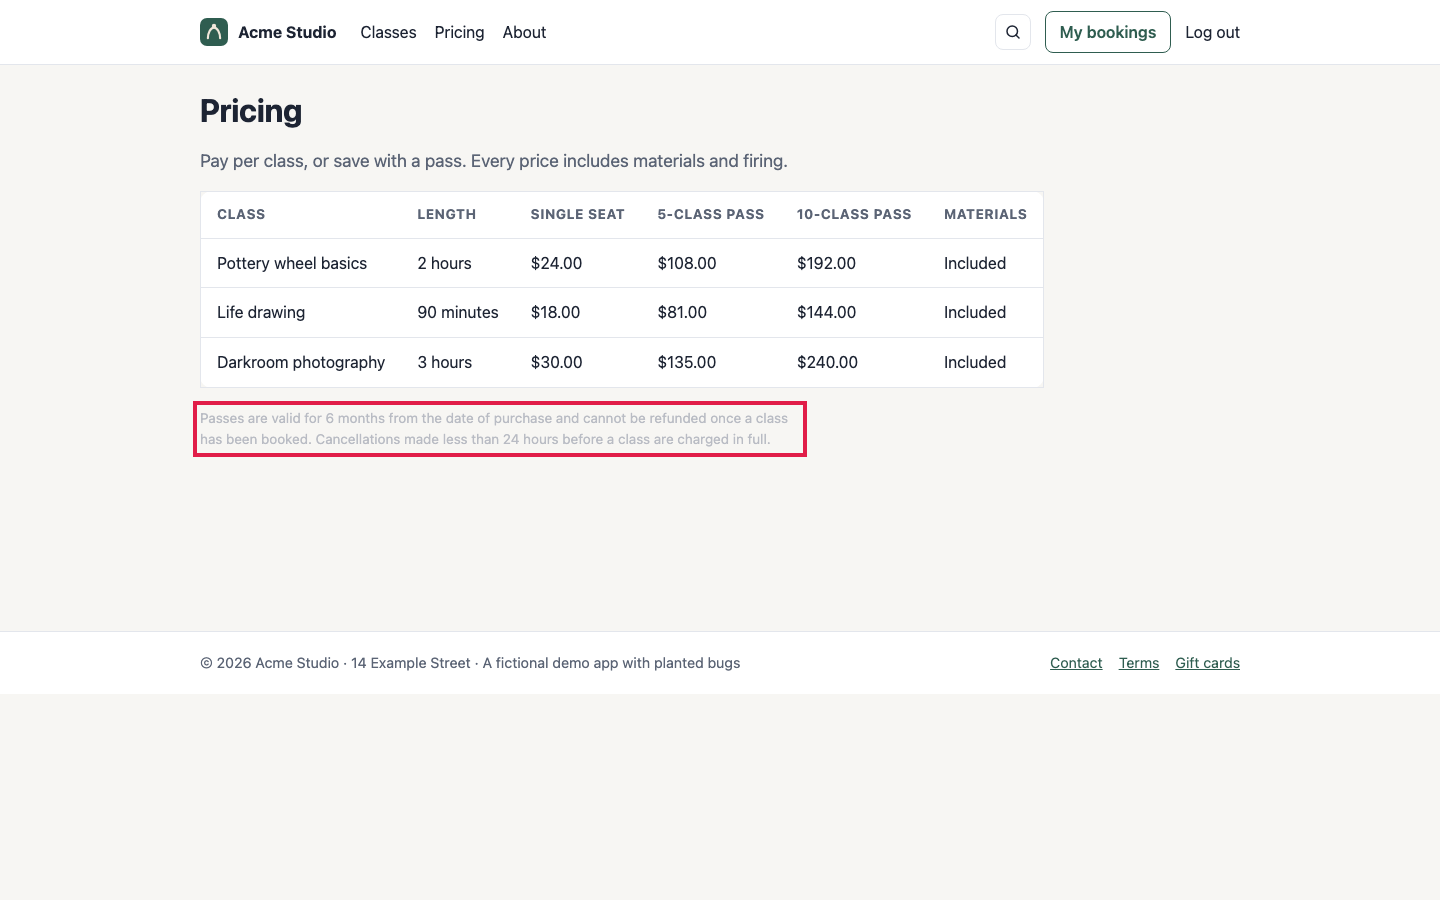 Acme Studio Classes Pricing About My bookings Log out
Pricing
Pay per class, or save with a pass. Every price includes materials and firing.
CLASS LENGTH SINGLE SEAT 5-CLASS PASS 10-CLASS PASS MATERIALS
Pottery wheel basics 2 hours $24.00 $108.00 $192.00 Included
Life drawing 90 minutes $18.00 $81.00 $144.00 Included
Darkroom photography 3 hours $30.00 $135.00 $240.00 Included
Passes are valid for 6 months from the date of purchase and cannot be refunded once a class
has been booked. Cancellations made less than 24 hours before a class are charged in full.
© 2026 Acme Studio · 14 Example Street · A fictional demo app with planted bugs Contact Terms Gift cards